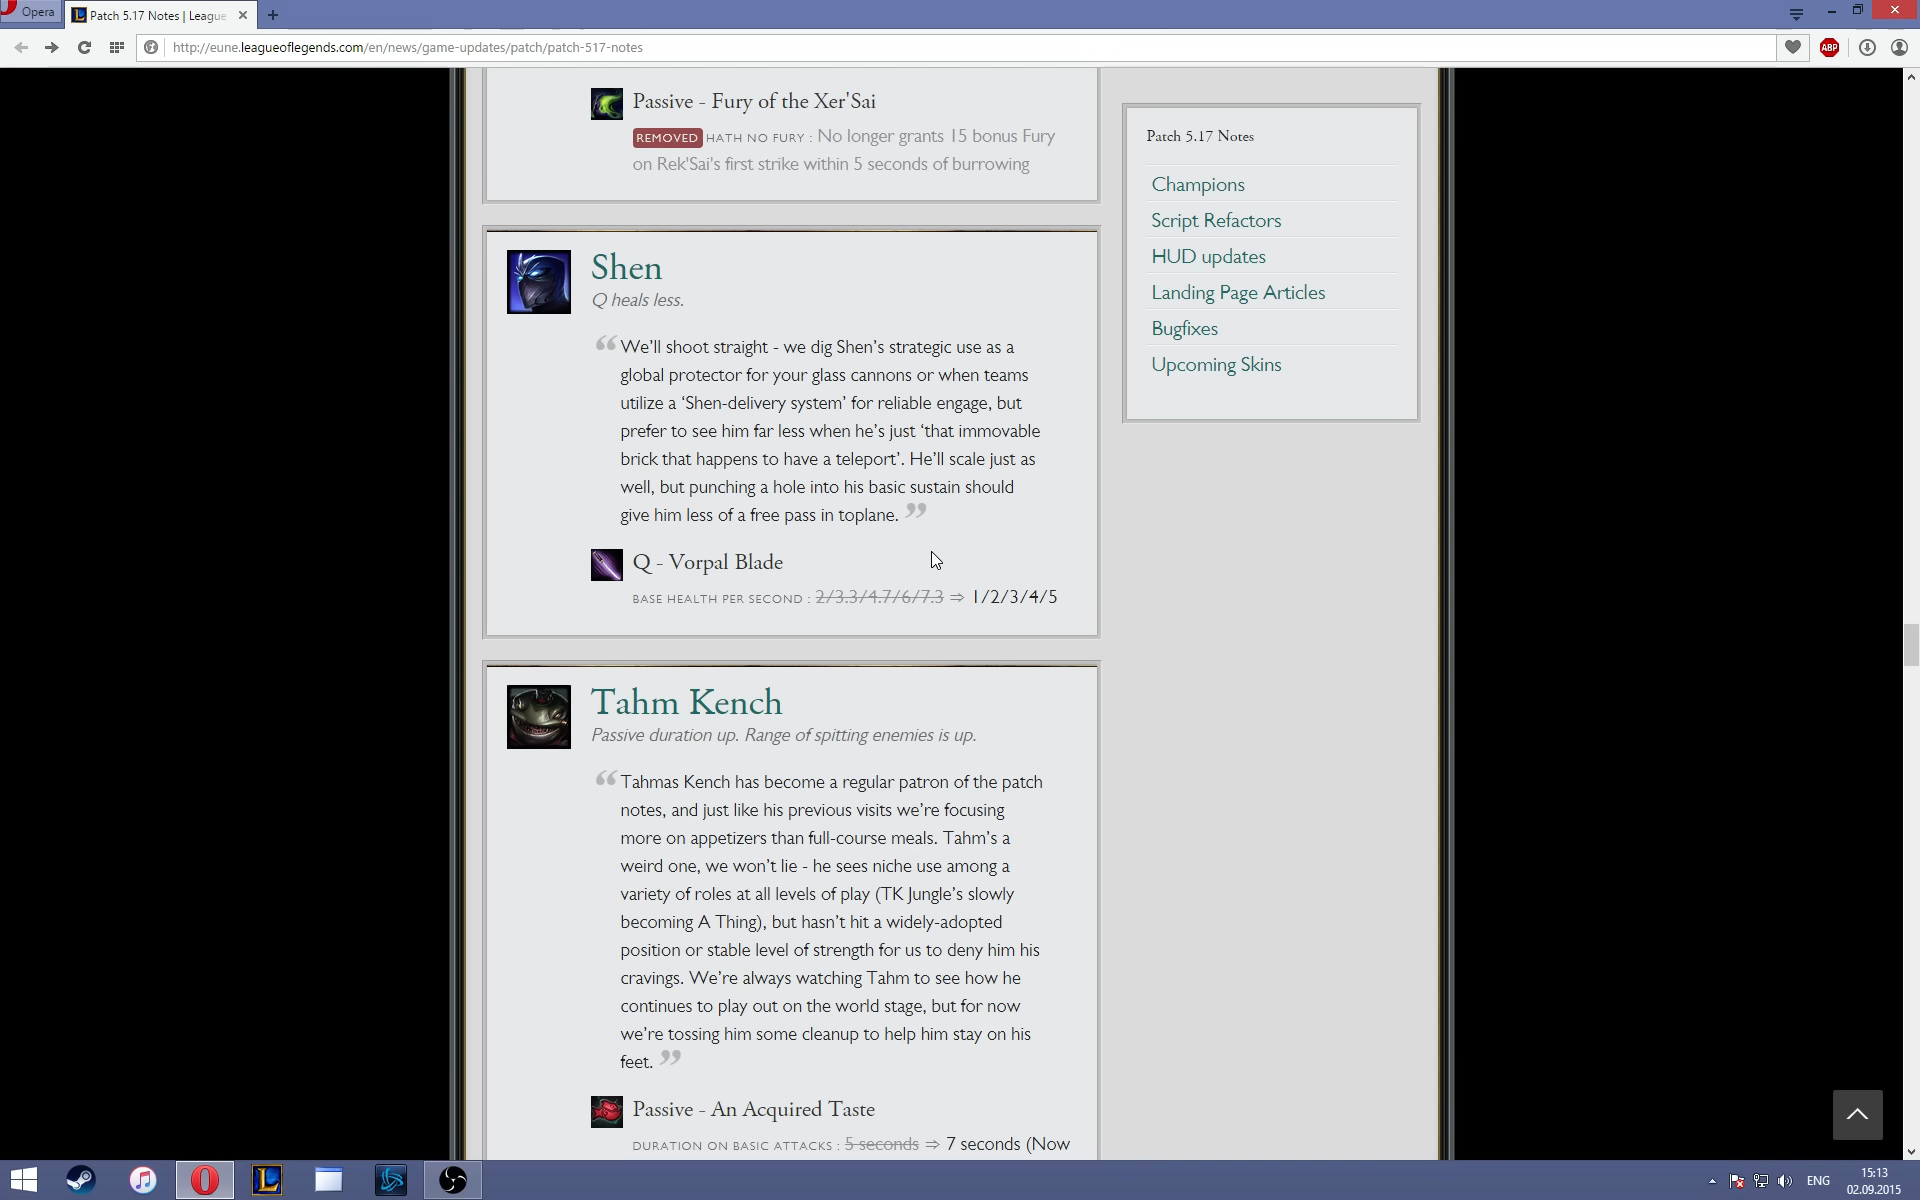 Opera
Patch 5.17 Notes | League
http://eune.leagueoflegends.com/en/news/game-updates/patch/patch-517-notes
ABP
Passive - Fury of the Xer'Sai
REMOVED HATH NO FURY : No longer grants 15 bonus Fury
on Rek'Sai's first strike within 5 seconds of burrowing
Patch 5.17 Notes
Champions
Script Refactors
HUD updates
Landing Page Articles
Bugfixes
Upcoming Skins
Shen
Q heals less.
“ We’ll shoot straight - we dig Shen’s strategic use as a
global protector for your glass cannons or when teams
utilize a ‘Shen-delivery system’ for reliable engage, but
prefer to see him far less when he’s just ‘that immovable
brick that happens to have a teleport’. He’ll scale just as
well, but punching a hole into his basic sustain should
give him less of a free pass in toplane. ”
Q - Vorpal Blade
BASE HEALTH PER SECOND : 2/3.3/4.7/6/7.3 ⇒ 1/2/3/4/5
Tahm Kench
Passive duration up. Range of spitting enemies is up.
“ Tahmas Kench has become a regular patron of the patch
notes, and just like his previous visits we’re focusing
more on appetizers than full-course meals. Tahm’s a
weird one, we won’t lie - he sees niche use among a
variety of roles at all levels of play (TK Jungle’s slowly
becoming A Thing), but hasn’t hit a widely-adopted
position or stable level of strength for us to deny him his
cravings. We’re always watching Tahm to see how he
continues to play out on the world stage, but for now
we’re tossing him some cleanup to help him stay on his
feet. ”
Passive - An Acquired Taste
DURATION ON BASIC ATTACKS : 5 seconds ⇒ 7 seconds (Now
ENG
15:13
02.09.2015